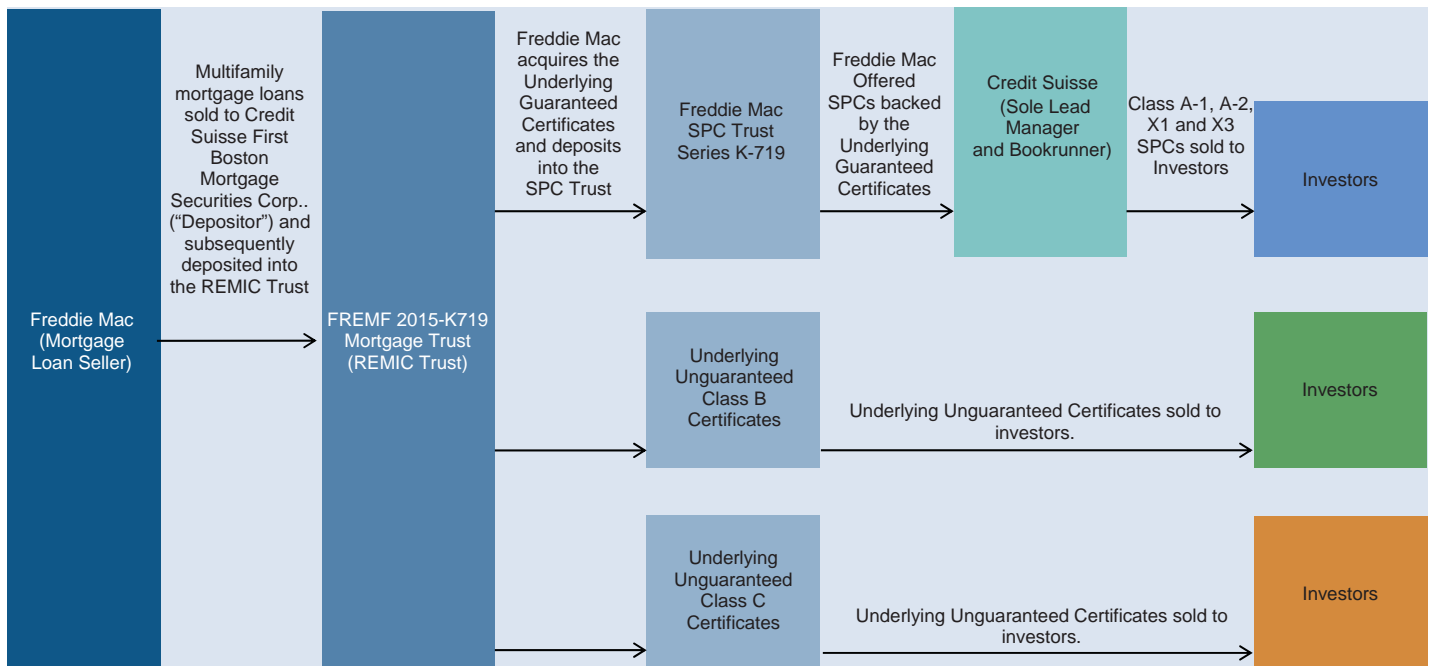 Freddie Mac
(Mortgage
Loan Seller)
Multifamily
mortgage loans
sold to Credit
Suisse First
Boston
Mortgage
Securities Corp..
(“Depositor”) and
subsequently
deposited into
the REMIC Trust
FREMF 2015-K719
Mortgage Trust
(REMIC Trust)
Freddie Mac
acquires the
Underlying
Guaranteed
Certificates
and deposits
into the
SPC Trust
Freddie Mac
SPC Trust
Series K-719
Freddie Mac
Offered
SPCs backed
by the
Underlying
Guaranteed
Certificates
Credit Suisse
(Sole Lead
Manager
and Bookrunner)
Class A-1, A-2,
X1 and X3
SPCs sold to
Investors
Investors
Underlying
Unguaranteed
Class B
Certificates
Underlying Unguaranteed Certificates sold to
investors.
Investors
Underlying
Unguaranteed
Class C
Certificates
Underlying Unguaranteed Certificates sold to
investors.
Investors